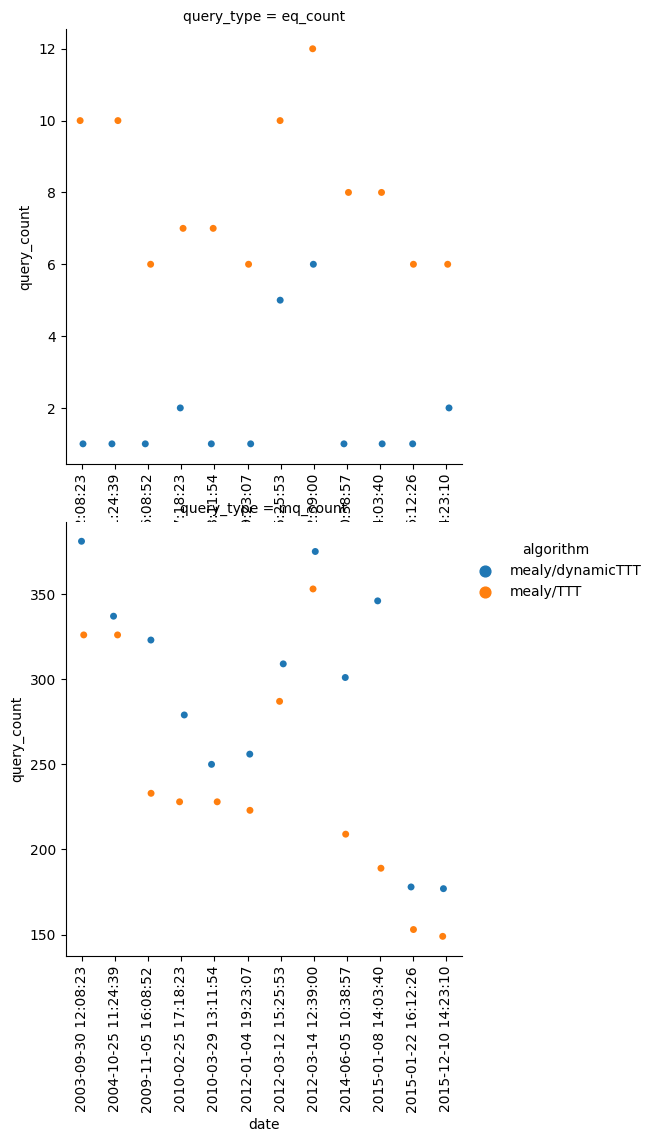 query_type = eq_count
12
10
8
6
4
2
query_count
query_type = mq_count
350
300
250
200
150
query_count
2003-09-30 12:08:23
2004-10-25 11:24:39
2009-11-05 16:08:52
2010-02-25 17:18:23
2010-03-29 13:11:54
2012-01-04 19:23:07
2012-03-12 15:25:53
2012-03-14 12:39:00
2014-06-05 10:38:57
2015-01-08 14:03:40
2015-01-22 16:12:26
2015-12-10 14:23:10
date
algorithm
mealy/dynamicTTT
mealy/TTT